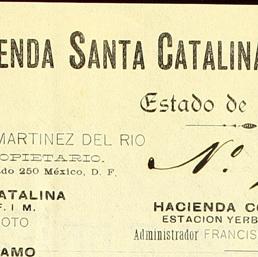 ENDA SANTA CATALINA
Estado de
MARTINEZ DEL RIO
OPIETARIO.
do 250 México, D. F.
Nº.
ATALINA
F. I M.
OTO
HACIENDA CO
ESTACION YERB
Administrador FRANCIS
AMO